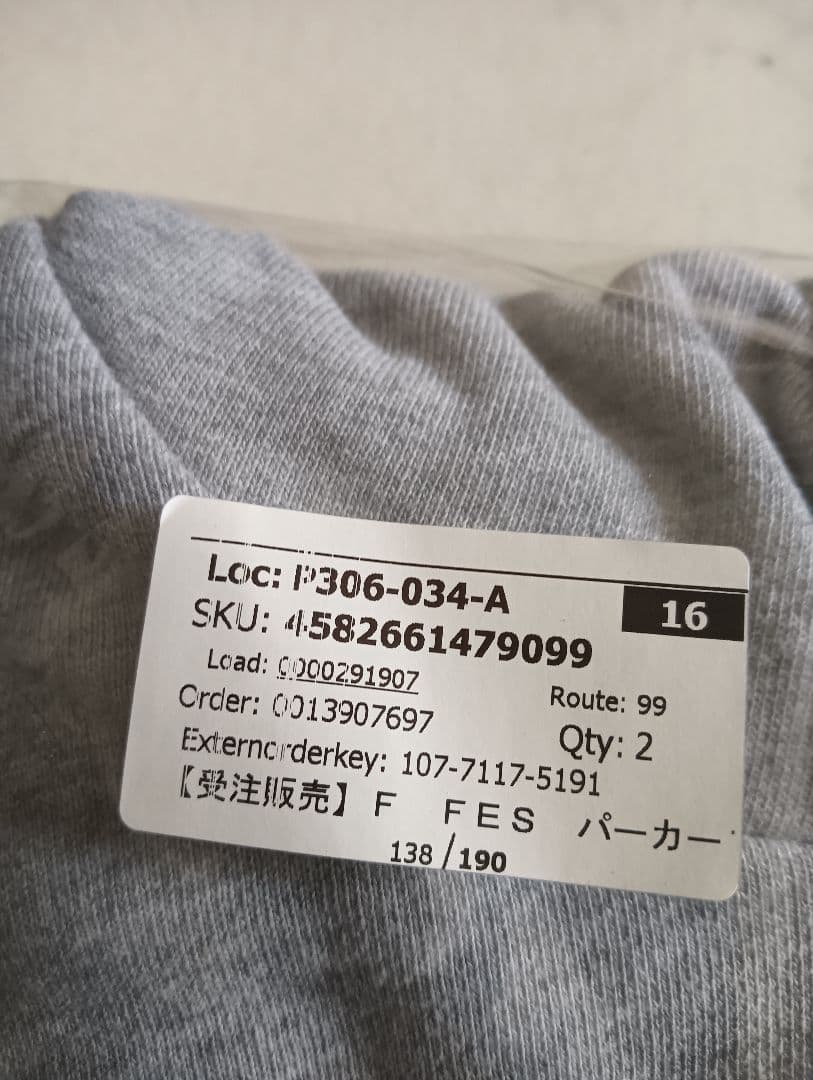 Loc: P306-034-A
16
SKU: 4582661479099
Load: 0000291907
Route: 99
Order: 0013907697
Qty: 2
Externorderkey: 107-7117-5191
【受注販売】Ｆ　ＦＥＳ　パーカー
138/190